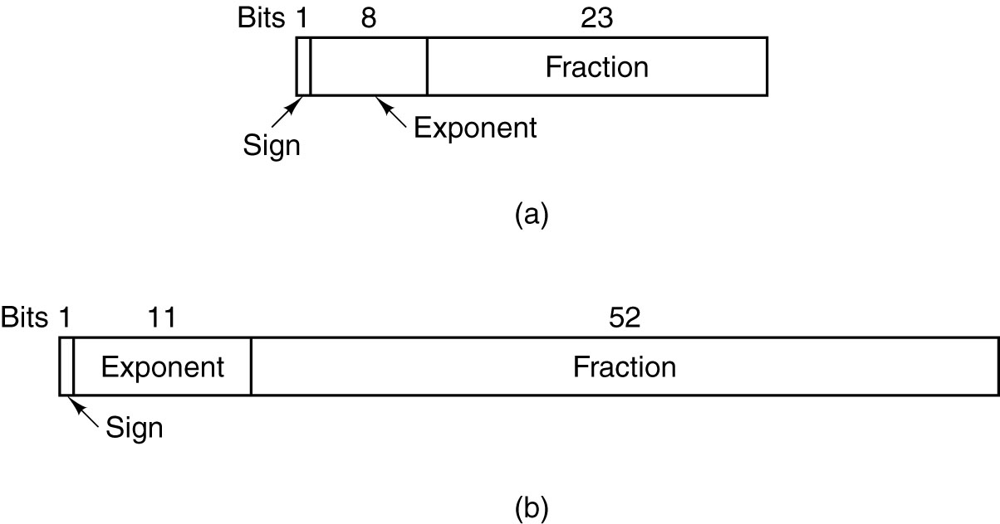 Bits 1 8 23
Fraction
Exponent
Sign
(a)
Bits 1 11 52
Exponent Fraction
Sign
(b)